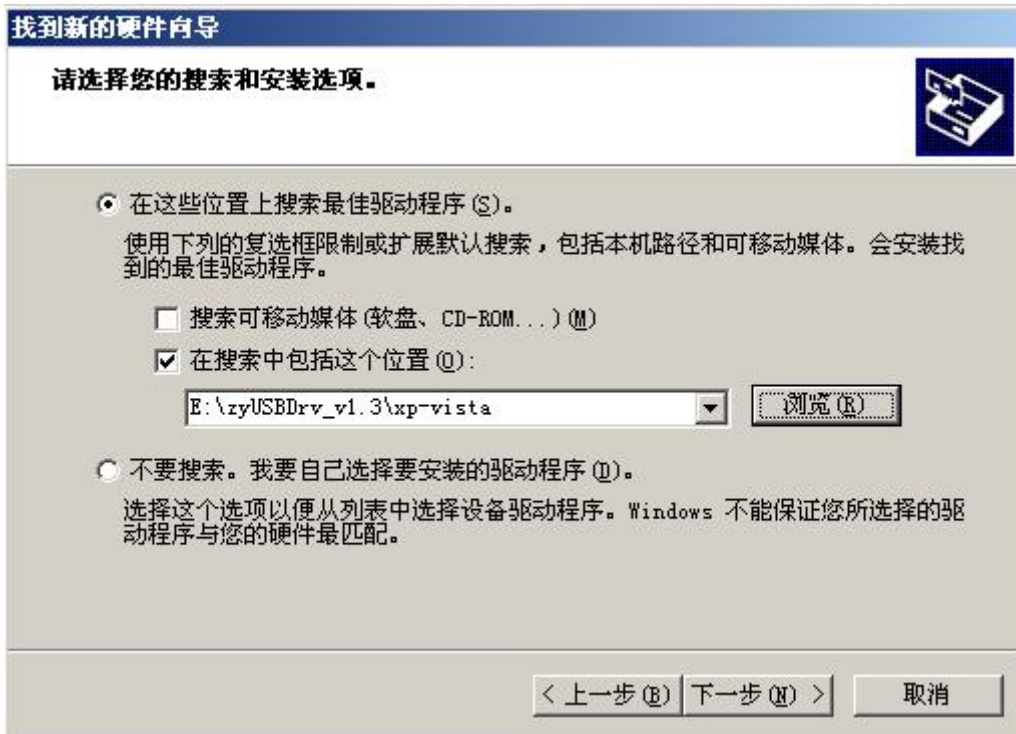 找到新的硬件向导
请选择您的搜索和安装选项。
在这些位置上搜索最佳驱动程序(S)。
使用下列的复选框限制或扩展默认搜索，包括本机路径和可移动媒体。会安装找
到的最佳驱动程序。
搜索可移动媒体(软盘、CD-ROM...)(M)
在搜索中包括这个位置(O):
E:\zyUSBDrv_v1.3\xp-vista
浏览(R)
不要搜索。我要自己选择要安装的驱动程序(D)。
选择这个选项以便从列表中选择设备驱动程序。Windows 不能保证您所选择的驱
动程序与您的硬件最匹配。
< 上一步(B) 下一步(N) > 取消